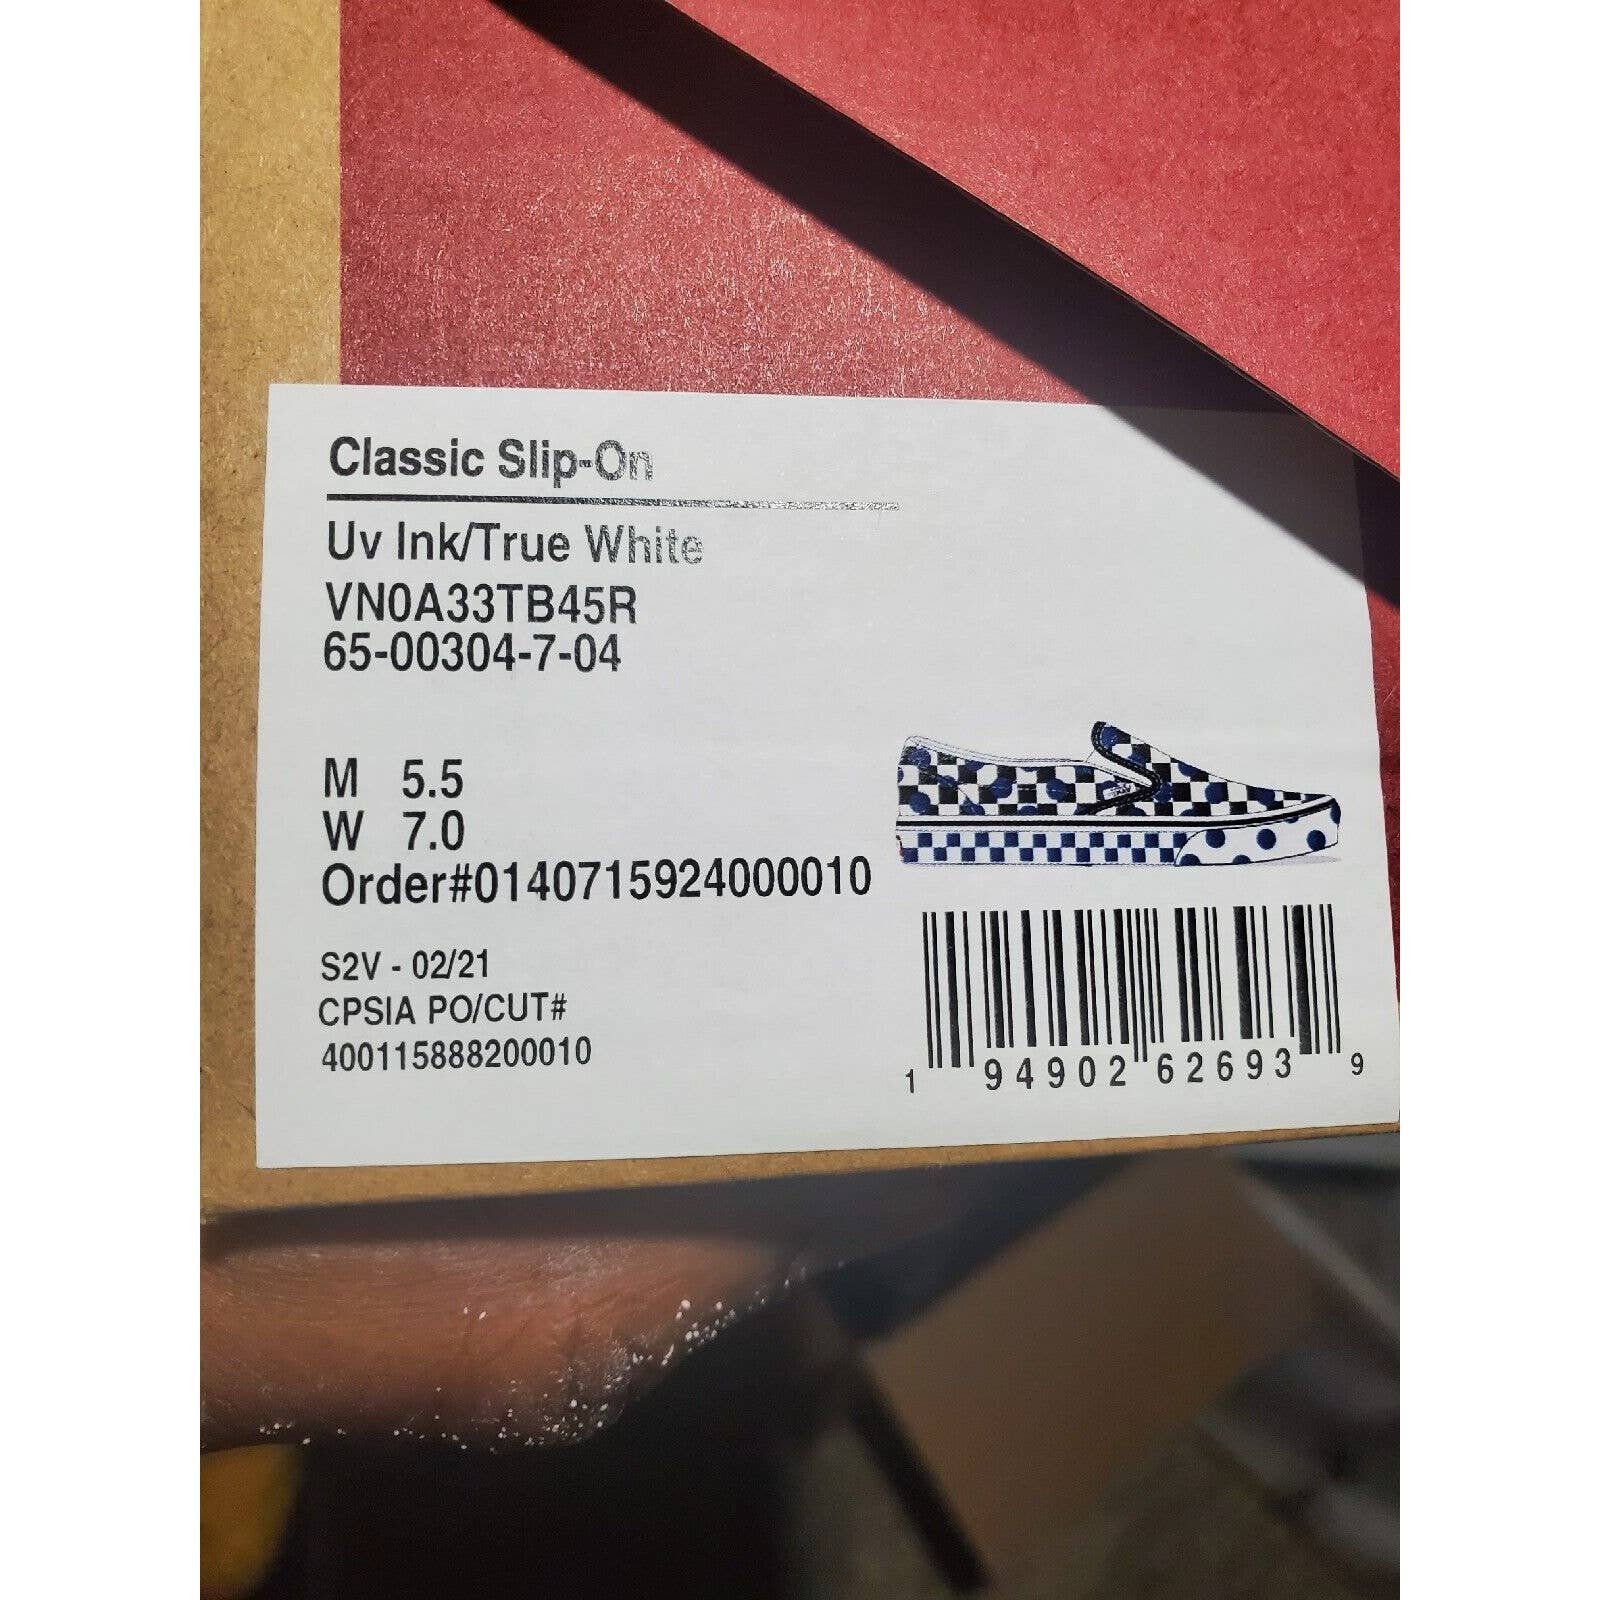 Classic Slip-On
Uv Ink/True White
VN0A33TB45R
65-00304-7-04
M 5.5
W 7.0
Order#0140715924000010
S2V - 02/21
CPSIA PO/CUT#
400115888200010
1 94902 62693 9